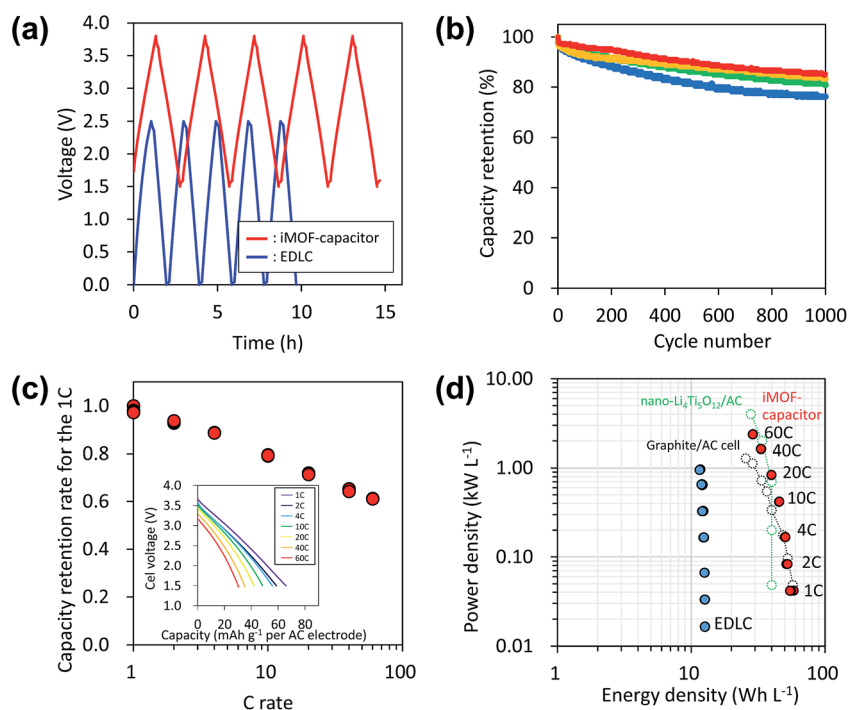 (a)
4.0
3.5
3.0
2.5
2.0
1.5
1.0
0.5
0.0
Voltage (V)
: iMOF-capacitor
: EDLC
0 5 10 15
Time (h)
(b)
100
80
60
40
20
0
Capacity retention (%)
200 400 600 800 1000
Cycle number
(c)
1.0
0.8
0.6
0.4
0.2
0.0
Capacity retention rate for the 1C
4.0
3.5
3.0
2.5
2.0
1.5
1.0
Cel voltage (V)
1C
2C
4C
10C
20C
40C
60C
0 20 40 60 80
Capacity (mAh g⁻¹ per AC electrode)
1 10 100
C rate
(d)
10.00
1.00
0.10
0.01
Power density (kW L⁻¹)
nano-Li₄Ti₅O₁₂/AC
iMOF-
capacitor
Graphite/AC cell
60C
40C
20C
10C
4C
2C
1C
EDLC
1 10 100
Energy density (Wh L⁻¹)